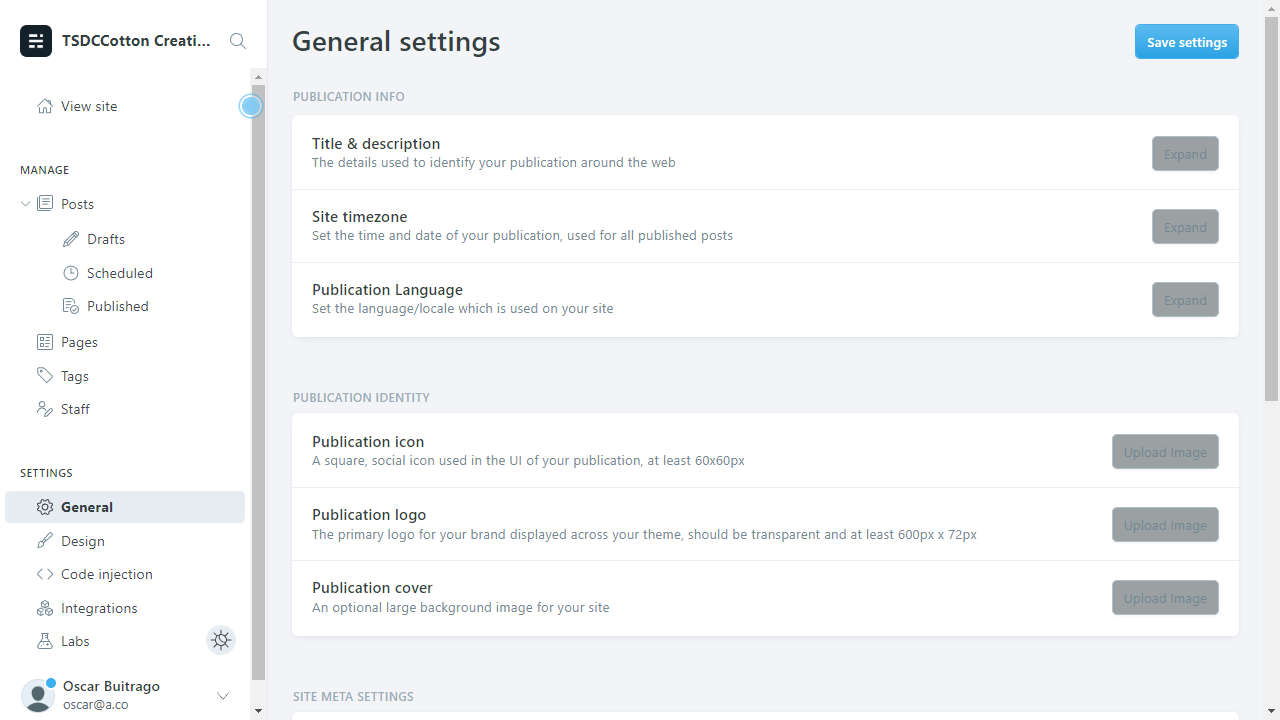 TSDCCotton Creati...
View site
MANAGE
Posts
Drafts
Scheduled
Published
Pages
Tags
Staff
SETTINGS
General
Design
Code injection
Integrations
Labs
Oscar Buitrago
oscar@a.co
General settings
Save settings
PUBLICATION INFO
Title & description
The details used to identify your publication around the web
Expand
Site timezone
Set the time and date of your publication, used for all published posts
Expand
Publication Language
Set the language/locale which is used on your site
Expand
PUBLICATION IDENTITY
Publication icon
A square, social icon used in the UI of your publication, at least 60x60px
Upload Image
Publication logo
The primary logo for your brand displayed across your theme, should be transparent and at least 600px x 72px
Upload Image
Publication cover
An optional large background image for your site
Upload Image
SITE META SETTINGS